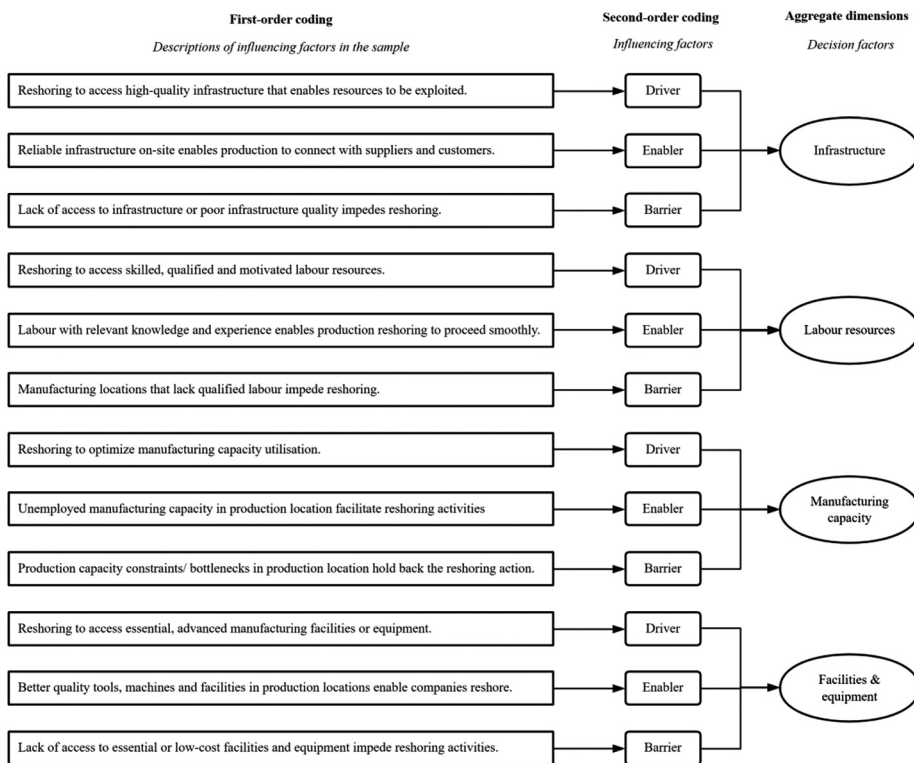 First-order coding
Second-order coding
Aggregate dimensions
Descriptions of influencing factors in the sample
Influencing factors
Decision factors
Reshoring to access high-quality infrastructure that enables resources to be exploited.
Driver
Reliable infrastructure on-site enables production to connect with suppliers and customers.
Enabler
Infrastructure
Lack of access to infrastructure or poor infrastructure quality impedes reshoring.
Barrier
Reshoring to access skilled, qualified and motivated labour resources.
Driver
Labour with relevant knowledge and experience enables production reshoring to proceed smoothly.
Enabler
Labour resources
Manufacturing locations that lack qualified labour impede reshoring.
Barrier
Reshoring to optimize manufacturing capacity utilisation.
Driver
Unemployed manufacturing capacity in production location facilitate reshoring activities
Enabler
Manufacturing
capacity
Production capacity constraints/ bottlenecks in production location hold back the reshoring action.
Barrier
Reshoring to access essential, advanced manufacturing facilities or equipment.
Driver
Better quality tools, machines and facilities in production locations enable companies reshore.
Enabler
Facilities &
equipment
Lack of access to essential or low-cost facilities and equipment impede reshoring activities.
Barrier